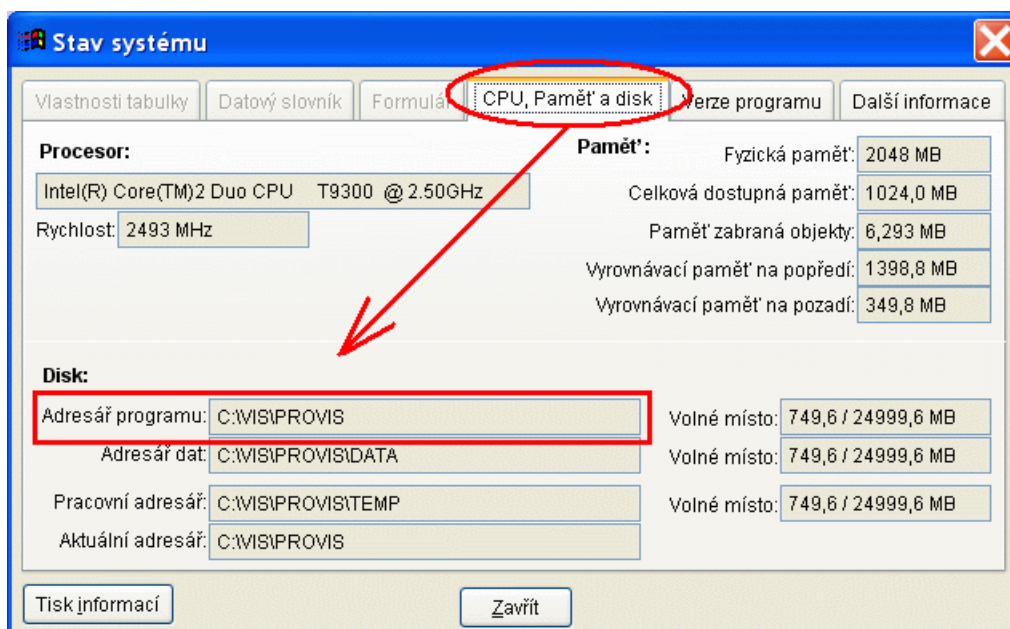 Stav systému
Vlastnosti tabulky Datový slovník Formulář CPU, Paměť a disk Verze programu Další informace
Procesor:
Intel(R) Core(TM)2 Duo CPU T9300 @ 2.50GHz
Rychlost: 2493 MHz
Paměť:
Fyzická paměť: 2048 MB
Celková dostupná paměť: 1024,0 MB
Paměť zabraná objekty: 6,293 MB
Vyrovnávací paměť na popředí: 1398,8 MB
Vyrovnávací paměť na pozadí: 349,8 MB
Disk:
Adresář programu: C:\VIS\PROVIS Volné místo: 749,6 / 24999,6 MB
Adresář dat: C:\VIS\PROVIS\DATA Volné místo: 749,6 / 24999,6 MB
Pracovní adresář: C:\VIS\PROVIS\TEMP Volné místo: 749,6 / 24999,6 MB
Aktuální adresář: C:\VIS\PROVIS
Tisk informací Zavřít